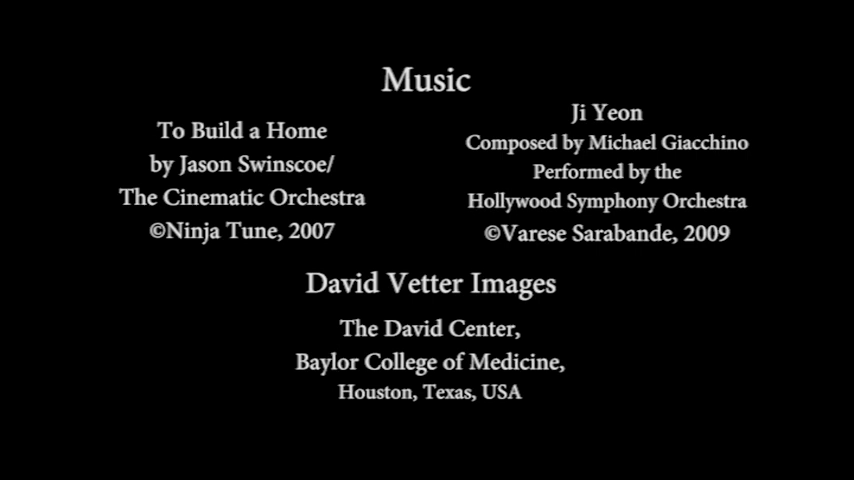 Music
To Build a Home
by Jason Swinscoe/
The Cinematic Orchestra
©Ninja Tune, 2007
Ji Yeon
Composed by Michael Giacchino
Performed by the
Hollywood Symphony Orchestra
©Varese Sarabande, 2009
David Vetter Images
The David Center,
Baylor College of Medicine,
Houston, Texas, USA